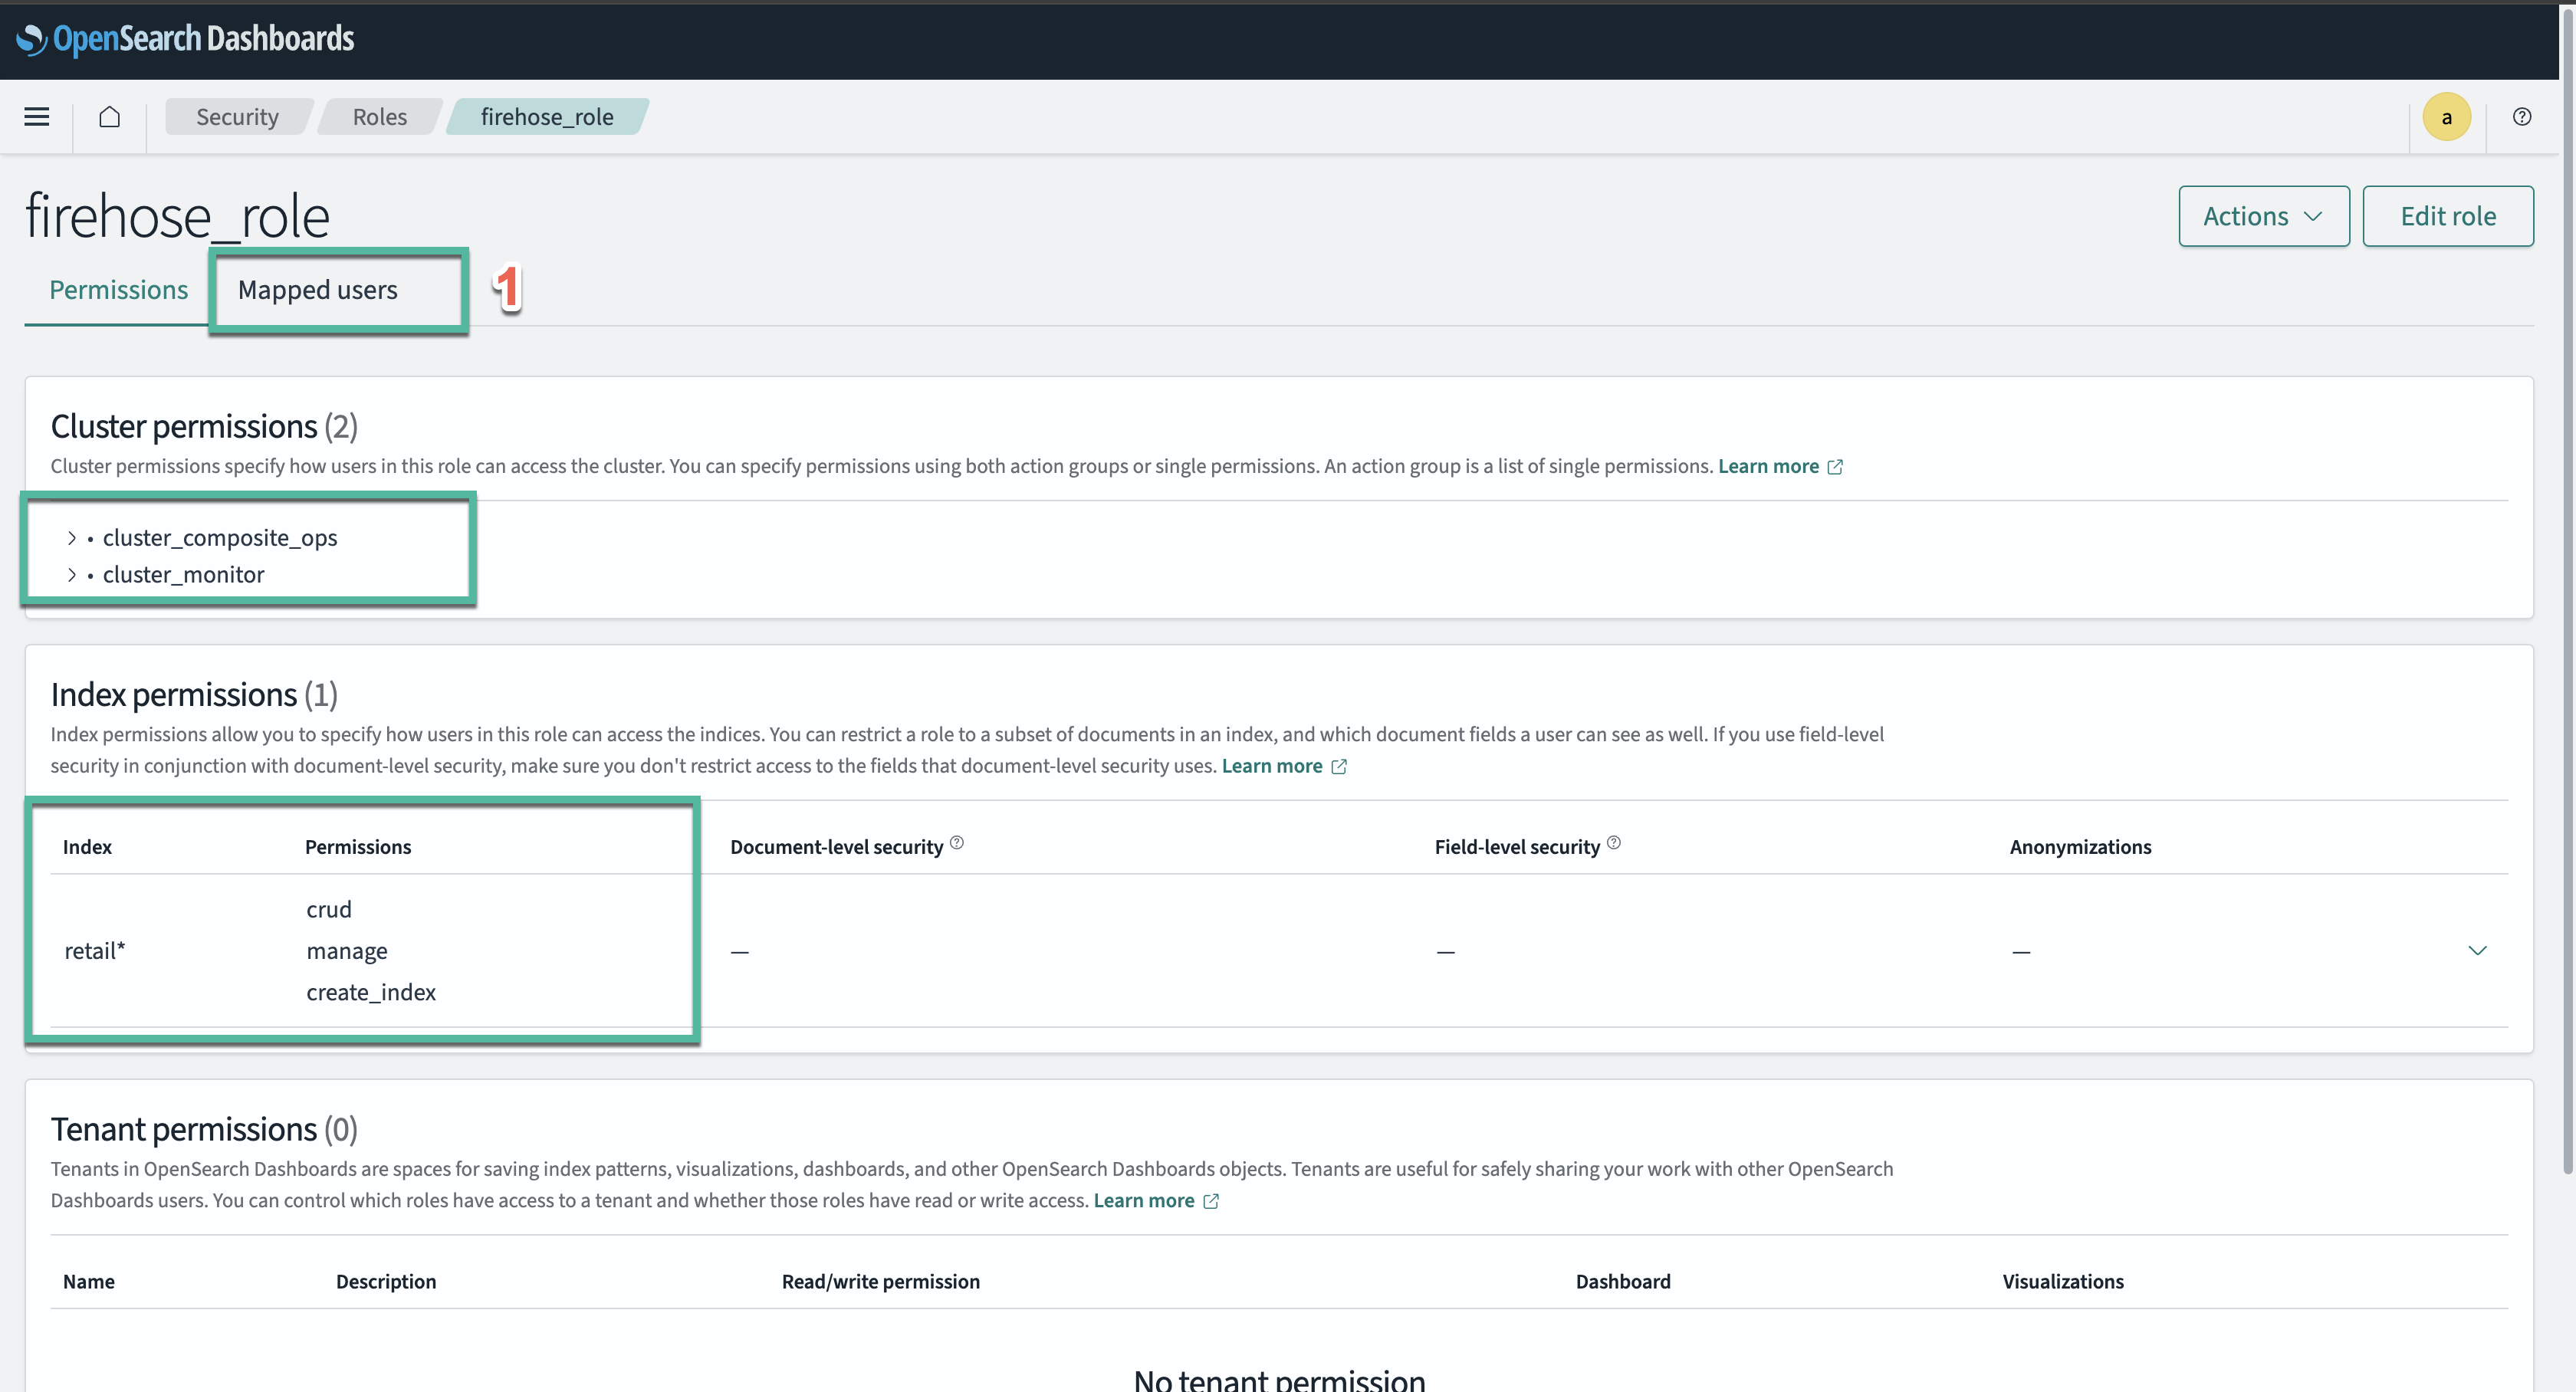 OpenSearch Dashboards
Security Roles firehose_role a
firehose_role
Actions Edit role
Permissions Mapped users 1
Cluster permissions (2)
Cluster permissions specify how users in this role can access the cluster. You can specify permissions using both action groups or single permissions. An action group is a list of single permissions. Learn more
• cluster_composite_ops
• cluster_monitor
Index permissions (1)
Index permissions allow you to specify how users in this role can access the indices. You can restrict a role to a subset of documents in an index, and which document fields a user can see as well. If you use field-level
security in conjunction with document-level security, make sure you don't restrict access to the fields that document-level security uses. Learn more
Index Permissions Document-level security ? Field-level security ? Anonymizations
crud
retail* manage — — —
create_index
Tenant permissions (0)
Tenants in OpenSearch Dashboards are spaces for saving index patterns, visualizations, dashboards, and other OpenSearch Dashboards objects. Tenants are useful for safely sharing your work with other OpenSearch
Dashboards users. You can control which roles have access to a tenant and whether those roles have read or write access. Learn more
Name Description Read/write permission Dashboard Visualizations
No tenant permission